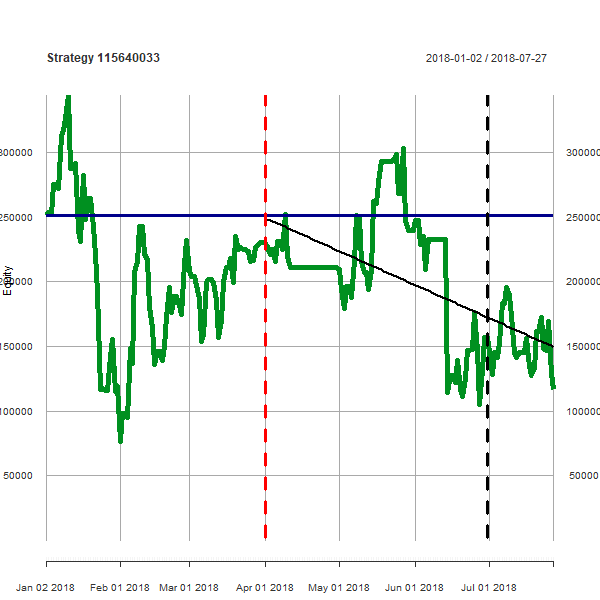 Strategy 115640033
2018-01-02 / 2018-07-27
300000
300000
250000
250000
Equity
200000
200000
150000
150000
100000
100000
50000
50000
Jan 02 2018
Feb 01 2018
Mar 01 2018
Apr 01 2018
May 01 2018
Jun 01 2018
Jul 01 2018